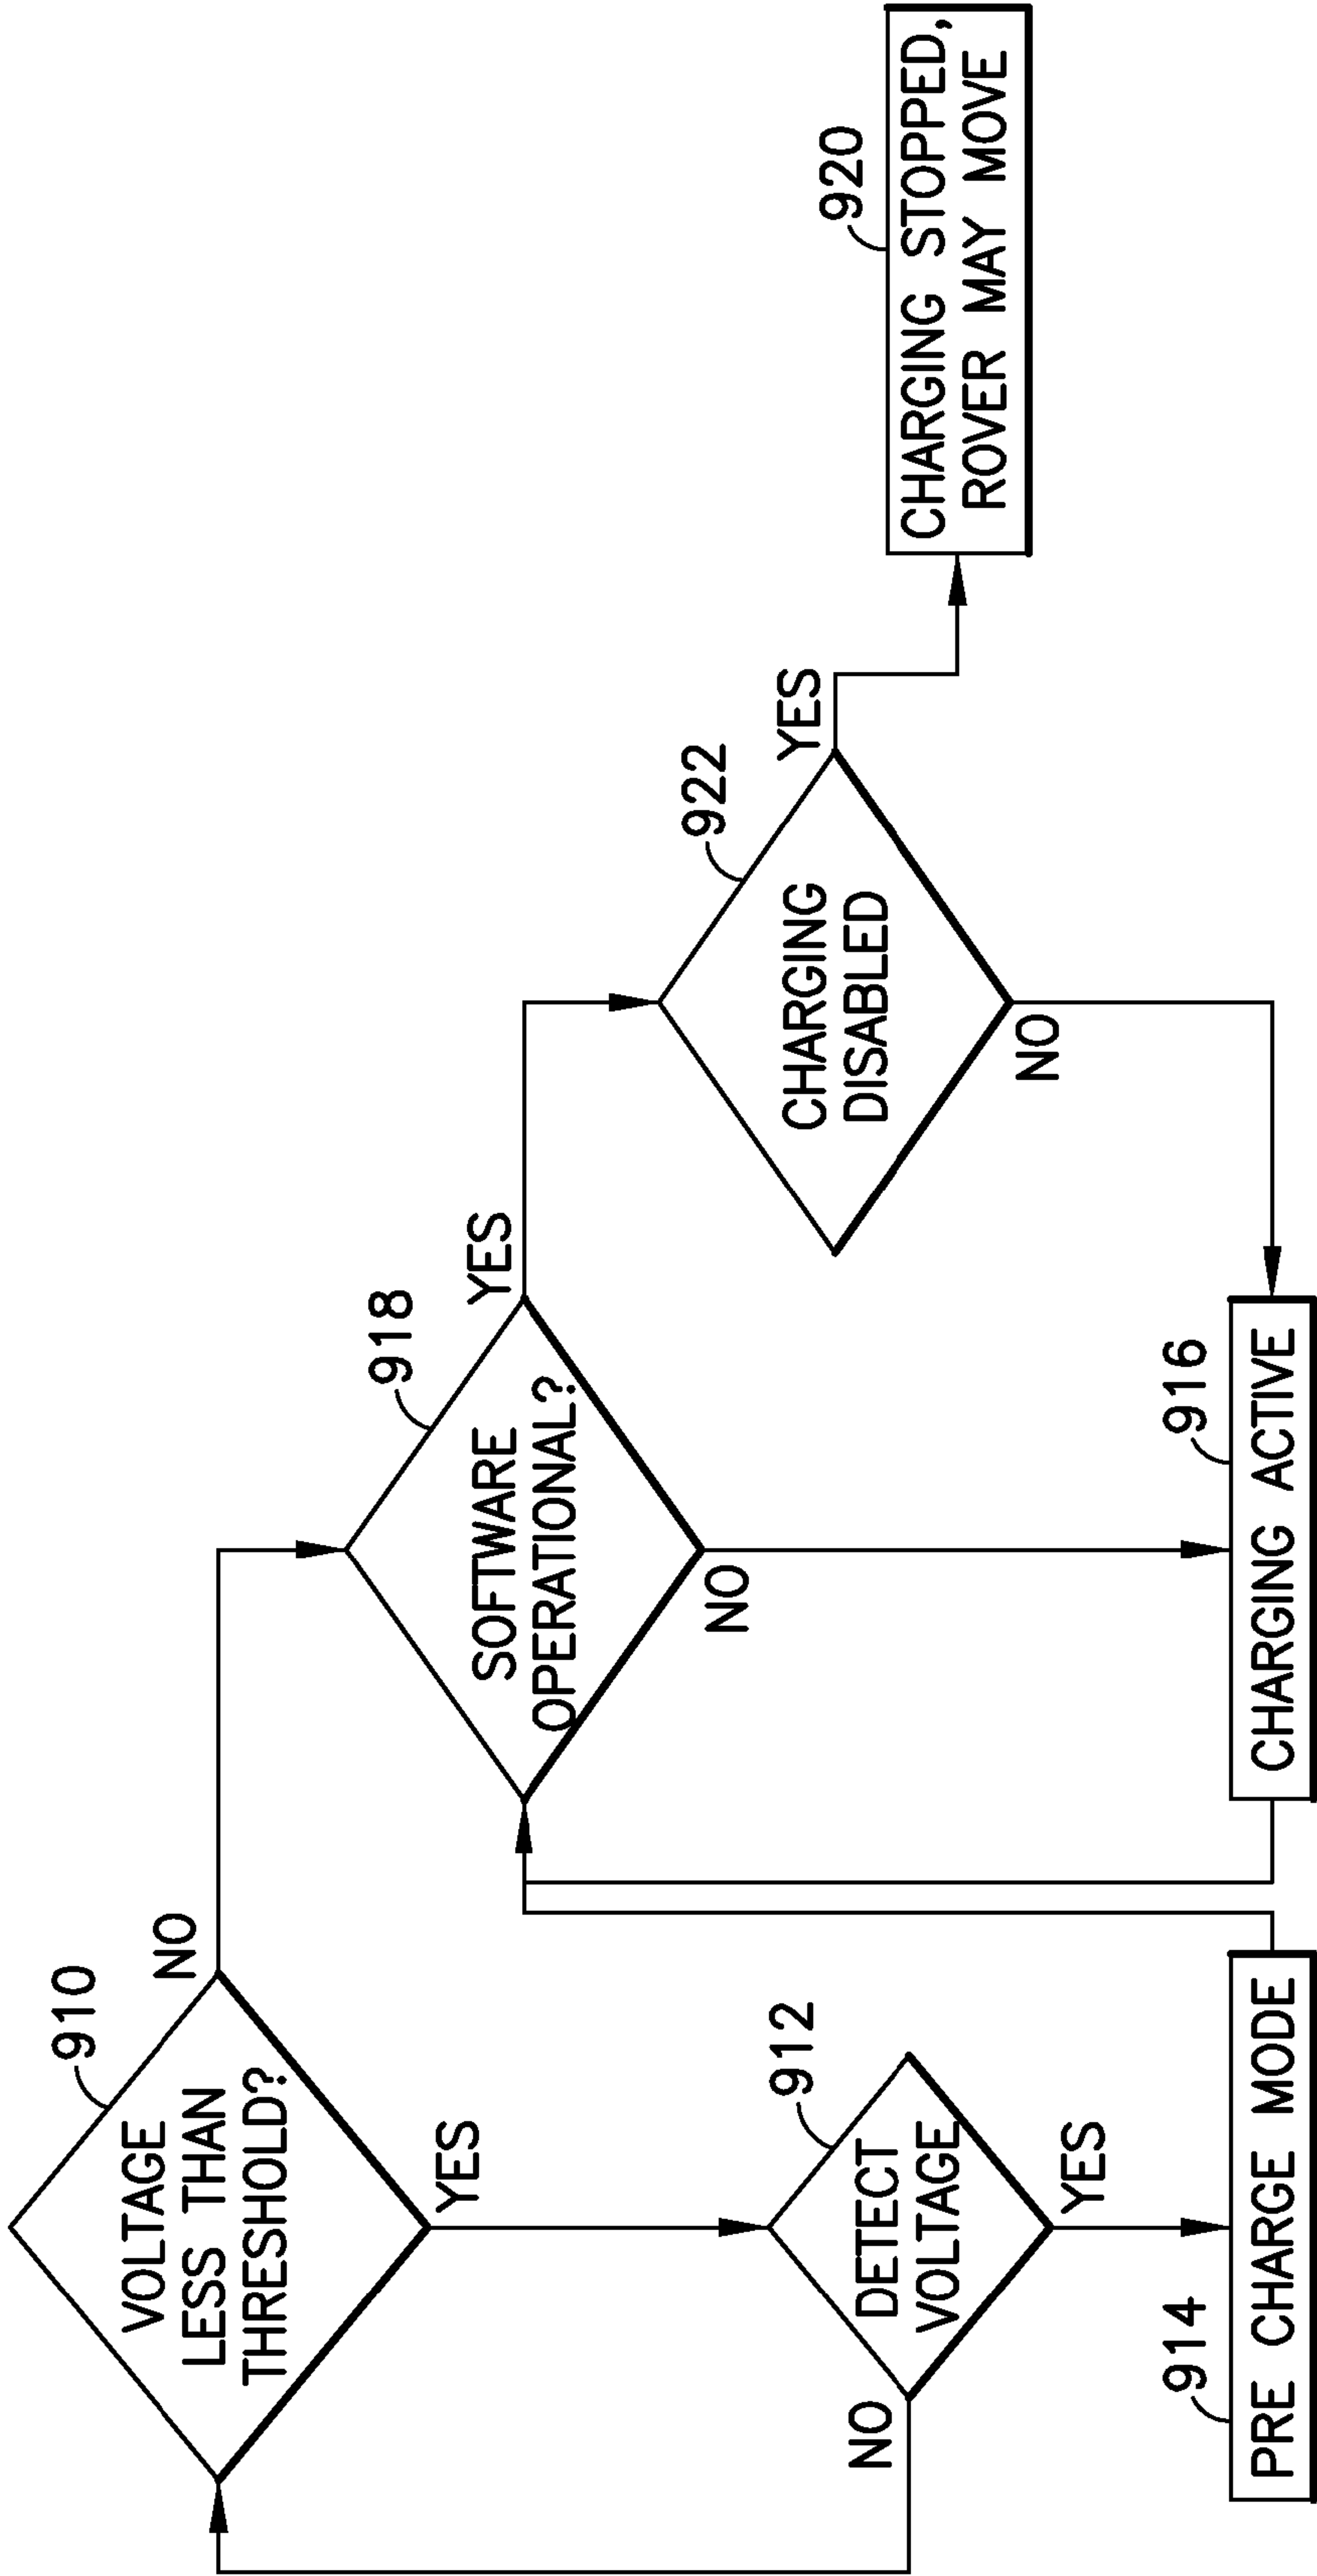 910
VOLTAGE
LESS THAN
THRESHOLD?
NO
YES
912
DETECT
VOLTAGE
NO
YES
914
PRE CHARGE MODE
918
SOFTWARE
OPERATIONAL?
YES
NO
916
CHARGING ACTIVE
922
CHARGING
DISABLED
YES
NO
920
CHARGING STOPPED,
ROVER MAY MOVE